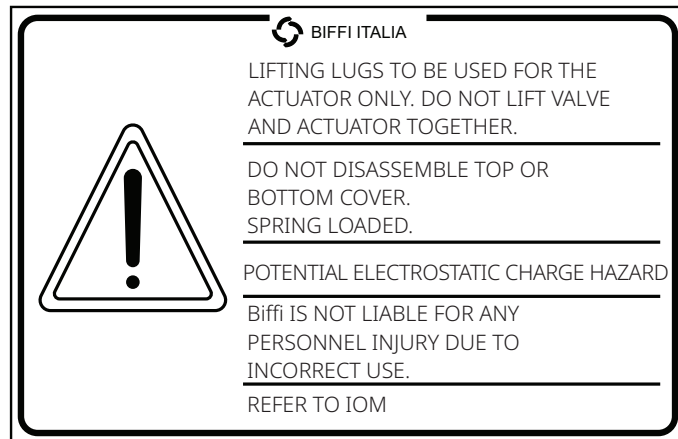 BIFFI ITALIA
LIFTING LUGS TO BE USED FOR THE
ACTUATOR ONLY. DO NOT LIFT VALVE
AND ACTUATOR TOGETHER.
DO NOT DISASSEMBLE TOP OR
BOTTOM COVER.
SPRING LOADED.
POTENTIAL ELECTROSTATIC CHARGE HAZARD
Biffi IS NOT LIABLE FOR ANY
PERSONNEL INJURY DUE TO
INCORRECT USE.
REFER TO IOM